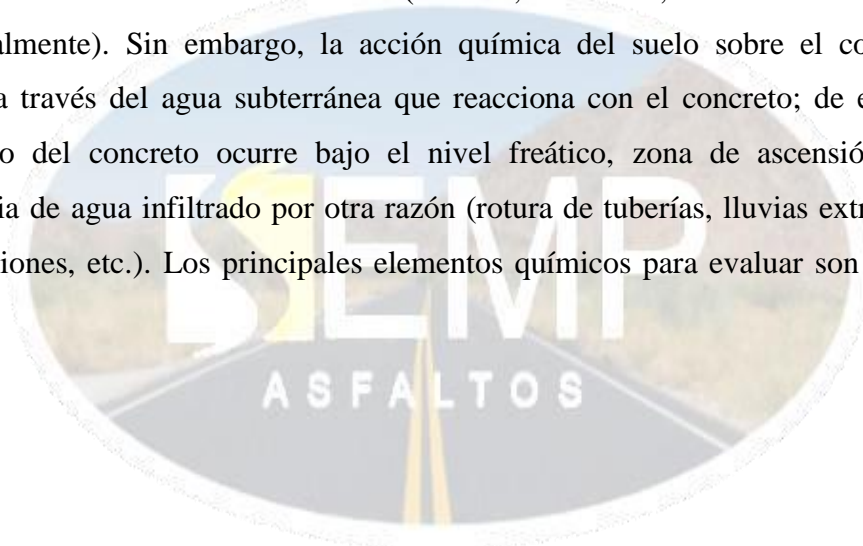 almente). Sin embargo, la acción química del suelo sobre el co
a través del agua subterránea que reacciona con el concreto; de e
o del concreto ocurre bajo el nivel freático, zona de ascensió
ia de agua infiltrado por otra razón (rotura de tuberías, lluvias extr
iones, etc.). Los principales elementos químicos para evaluar son
SEMP
ASFALTOS